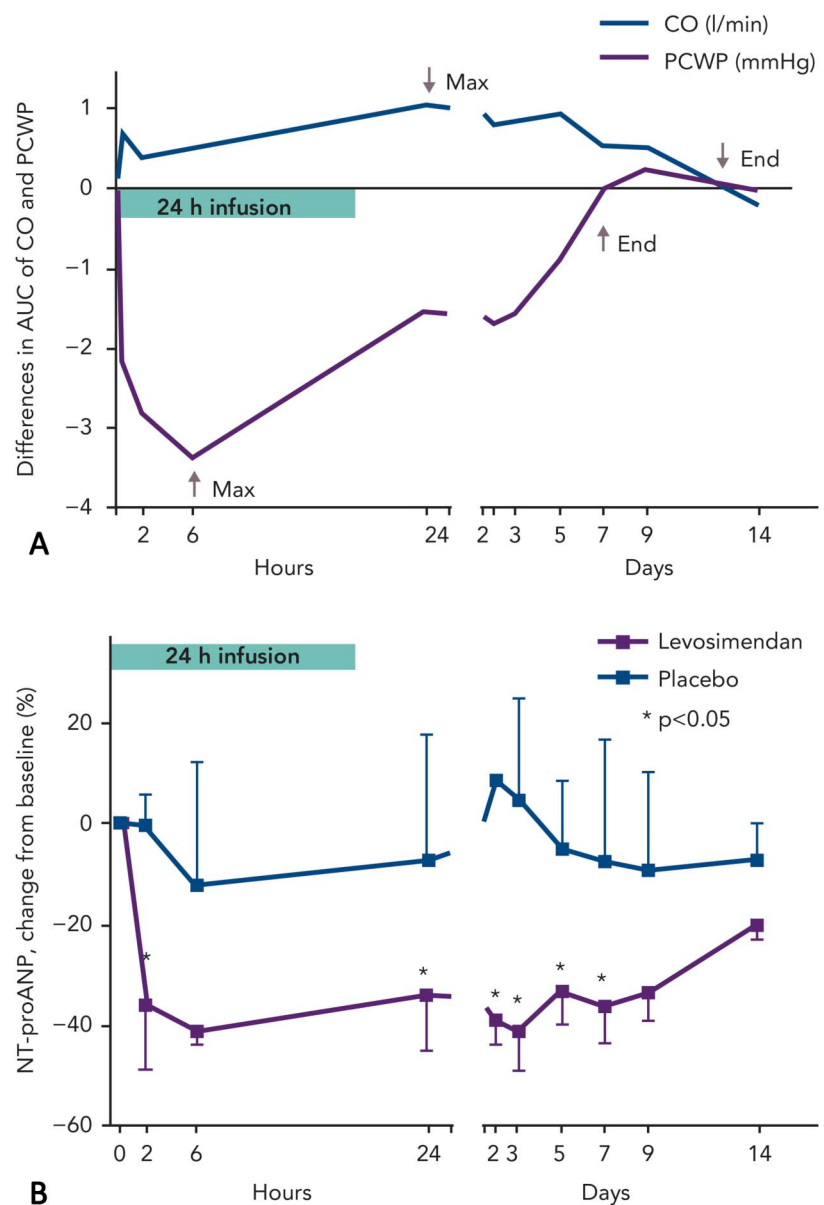 CO (l/min)
PCWP (mmHg)
Differences in AUC of CO and PCWP
1
0
−1
−2
−3
−4
Max
End
24 h infusion
End
Max
2 6 24 2 3 5 7 9 14
Hours Days
A
24 h infusion
Levosimendan
Placebo
* p<0.05
NT-proANP, change from baseline (%)
20
0
−20
−40
−60
* * * * * *
0 2 6 24 2 3 5 7 9 14
Hours Days
B